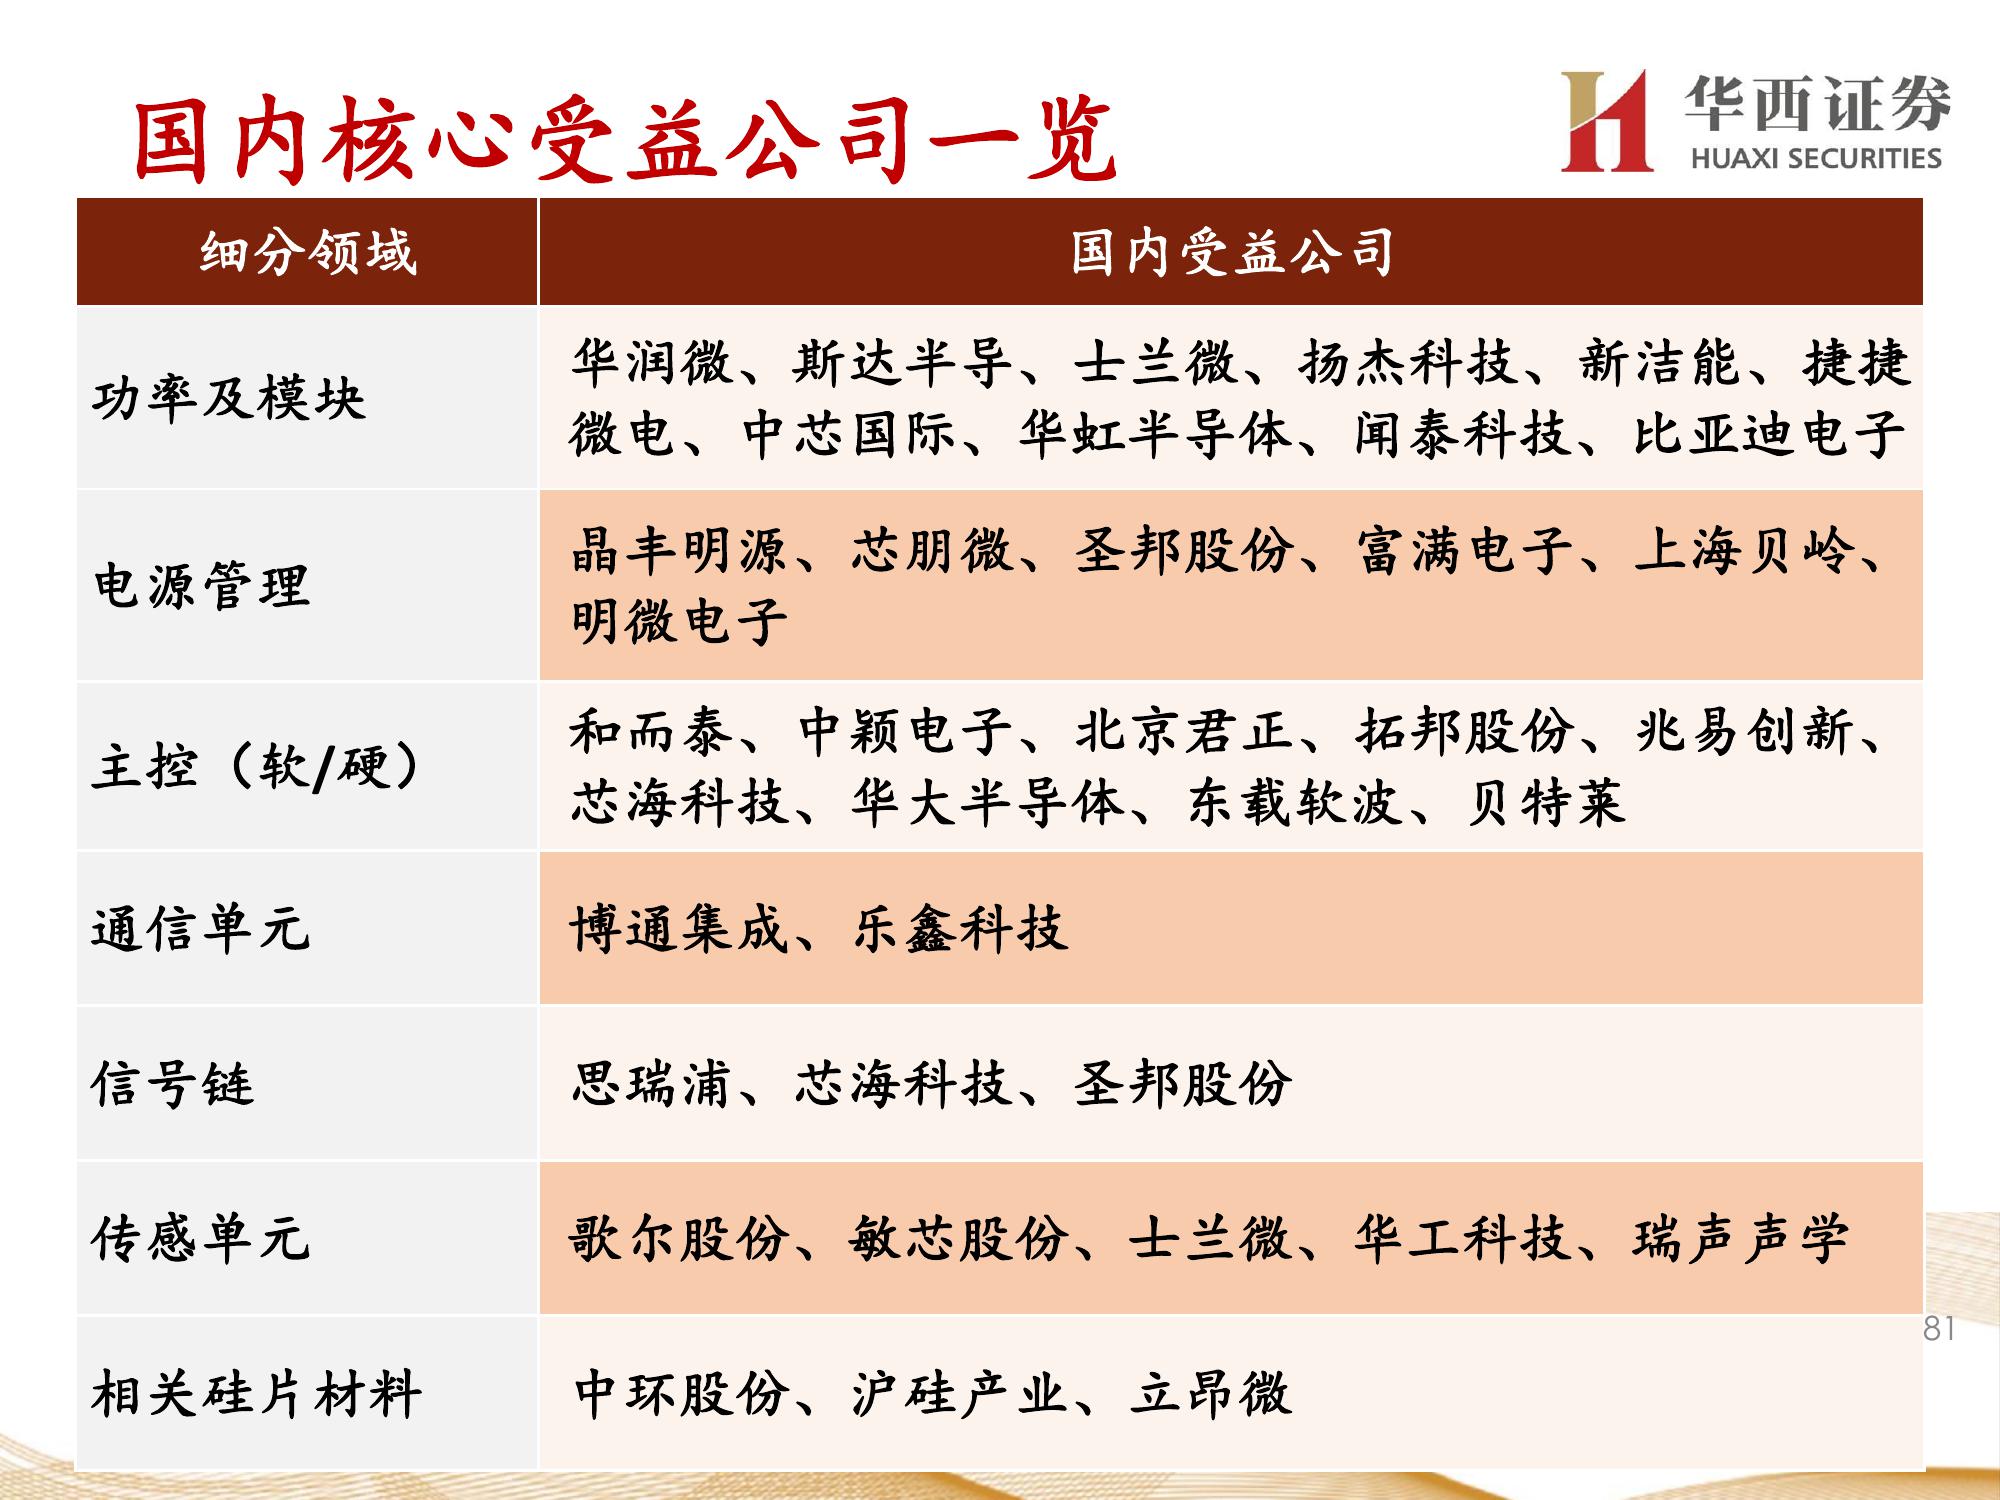 国内核心受益公司一览
华西证券
HUAXI SECURITIES
细分领域
国内受益公司
功率及模块
华润微、斯达半导、士兰微、扬杰科技、新洁能、捷捷
微电、中芯国际、华虹半导体、闻泰科技、比亚迪电子
电源管理
晶丰明源、芯朋微、圣邦股份、富满电子、上海贝岭、
明微电子
主控（软/硬）
和而泰、中颖电子、北京君正、拓邦股份、兆易创新、
芯海科技、华大半导体、东载软波、贝特莱
通信单元
博通集成、乐鑫科技
信号链
思瑞浦、芯海科技、圣邦股份
传感单元
歌尔股份、敏芯股份、士兰微、华工科技、瑞声声学
相关硅片材料
中环股份、沪硅产业、立昂微
81